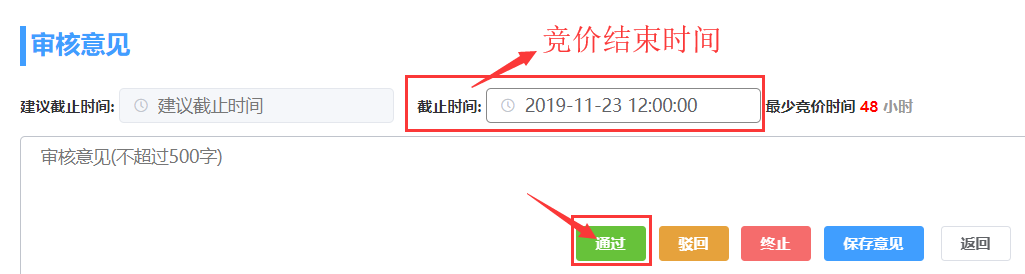 审核意见
竞价结束时间
建议截止时间: 建议截止时间 截止时间: 2019-11-23 12:00:00 最少竞价时间 48 小时
审核意见(不超过500字)
通过 驳回 终止 保存意见 返回